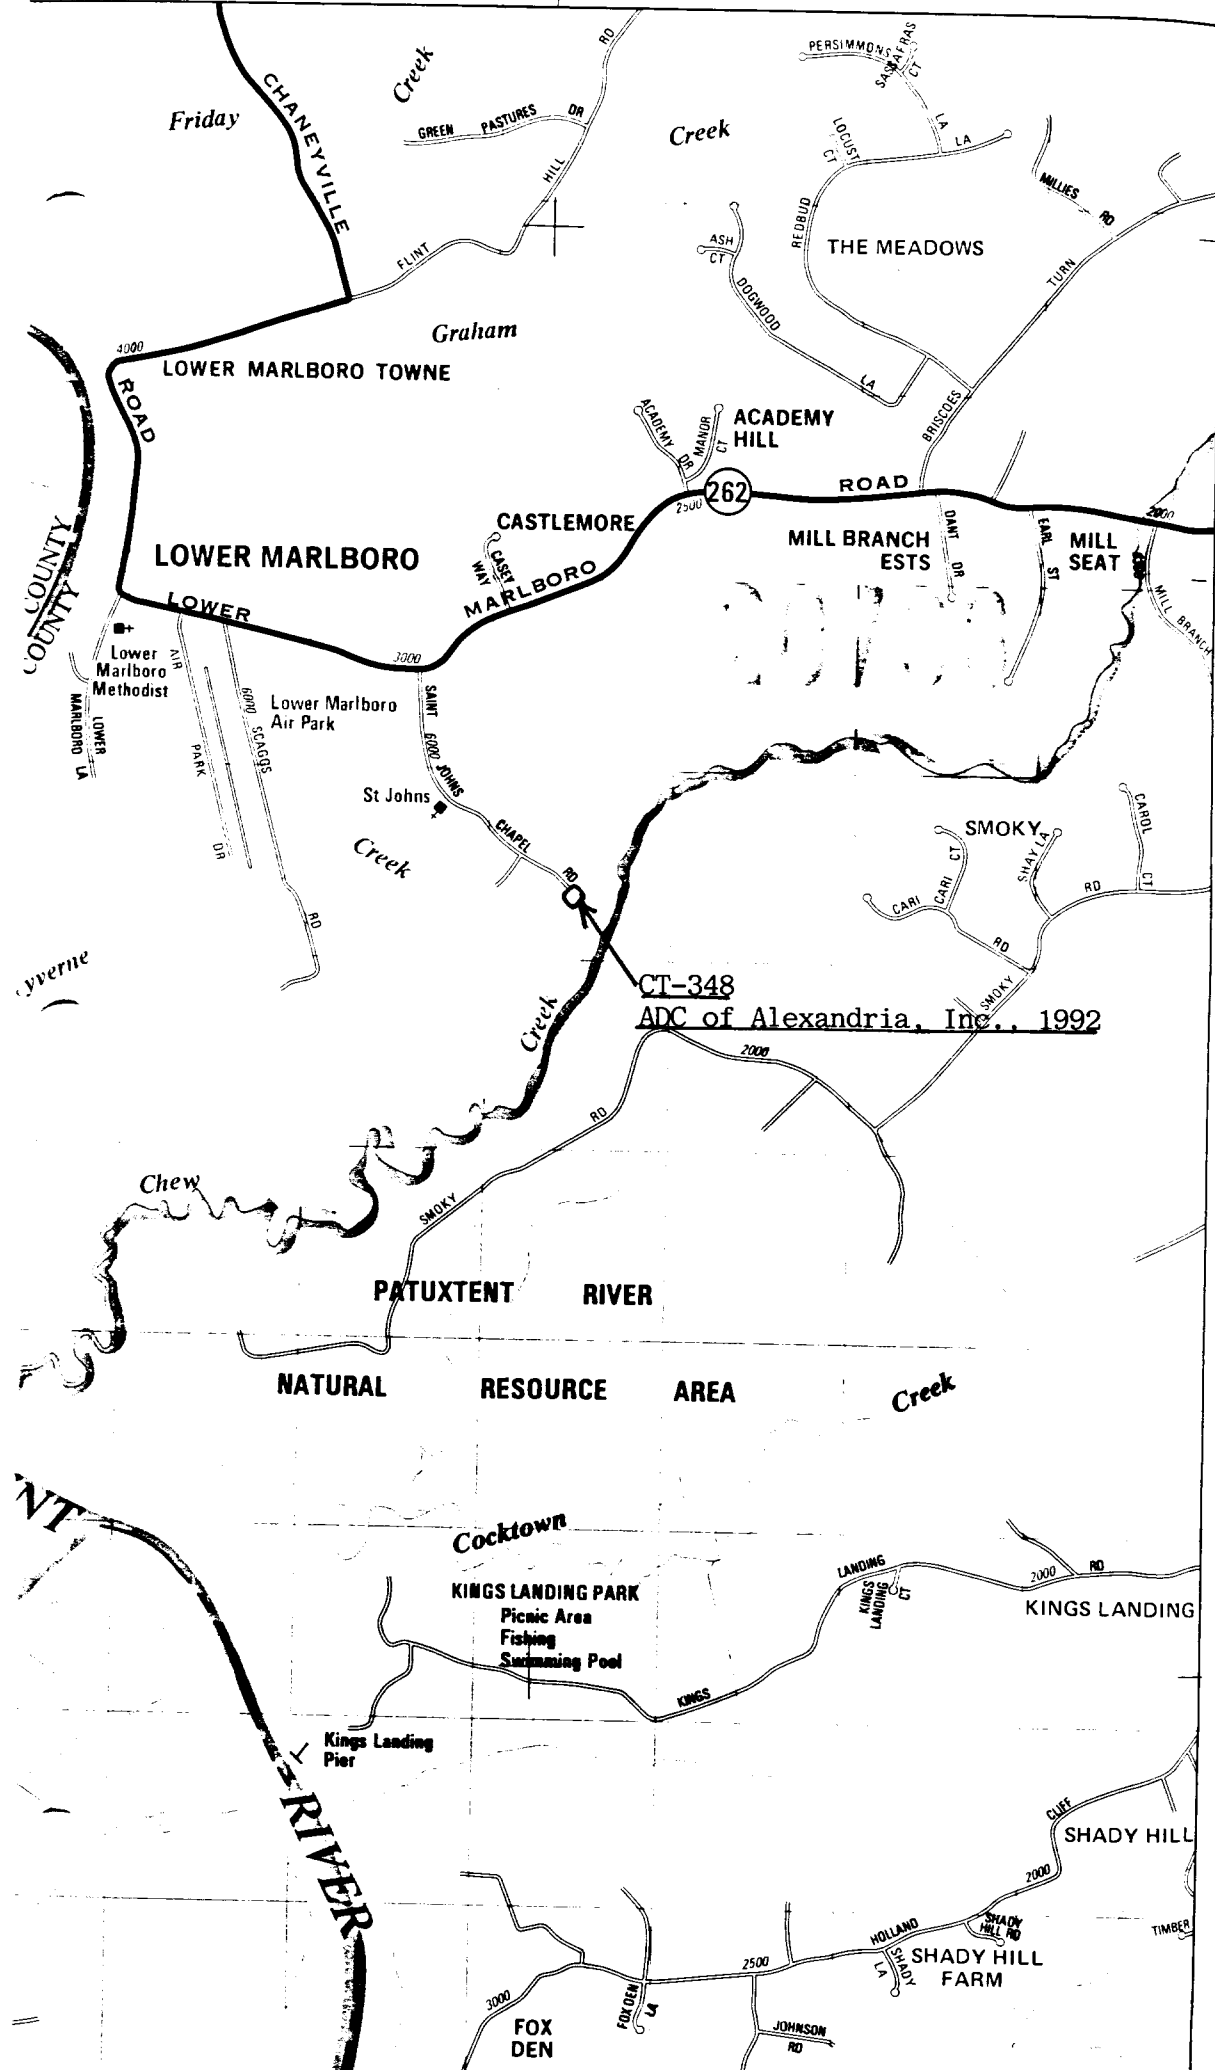 CHANEYVILLE
Friday
Creek
GREEN PASTURES DR
RD
HILL
FLINT
Creek
PERSIMMONS
SASSAFRAS
CT
LA
LA
LOCUST
CT
REDBUD
THE MEADOWS
MILLIES RD
TURN
ASH
CT
DOGWOOD
LA
BRISCOES
Graham
4000
LOWER MARLBORO TOWNE
ROAD
ACADEMY DR
MANOR
CT
ACADEMY
HILL
262
2500
ROAD
2000
CASTLEMORE
CASEY
WAY
MARLBORO
LOWER MARLBORO
LOWER
3000
COUNTY
COUNTY
MILL BRANCH
ESTS
DANT DR
EARL ST
MILL
SEAT
MILL BRANCH
Lower
Marlboro
Methodist
LOWER
MARLBORO LA
AIR
PARK
DR
6000
SCAGGS
RD
Lower Marlboro
Air Park
SAINT
6000
JOHNS
CHAPEL
RD
St Johns
Creek
yverne
SMOKY
CARI
CARI CT
RD
SHAY LA
CAROL
CT
RD
SMOKY
CT-348
ADC of Alexandria, Inc., 1992
Creek
2000
RD
SMOKY
Chew
PATUXTENT RIVER
NATURAL RESOURCE AREA
Creek
NT
Cocktown
KINGS LANDING PARK
Picnic Area
Fishing
Swimming Pool
LANDING
KINGS
LANDING
CT
2000
RD
KINGS LANDING
KINGS
Kings Landing
Pier
RIVER
CLIFF
SHADY HILL
2000
SHADY
HILL RD
TIMBER
HOLLAND
SHADY
LA
SHADY HILL
FARM
2500
3000
FOX DEN
LA
FOX
DEN
JOHNSON
RD